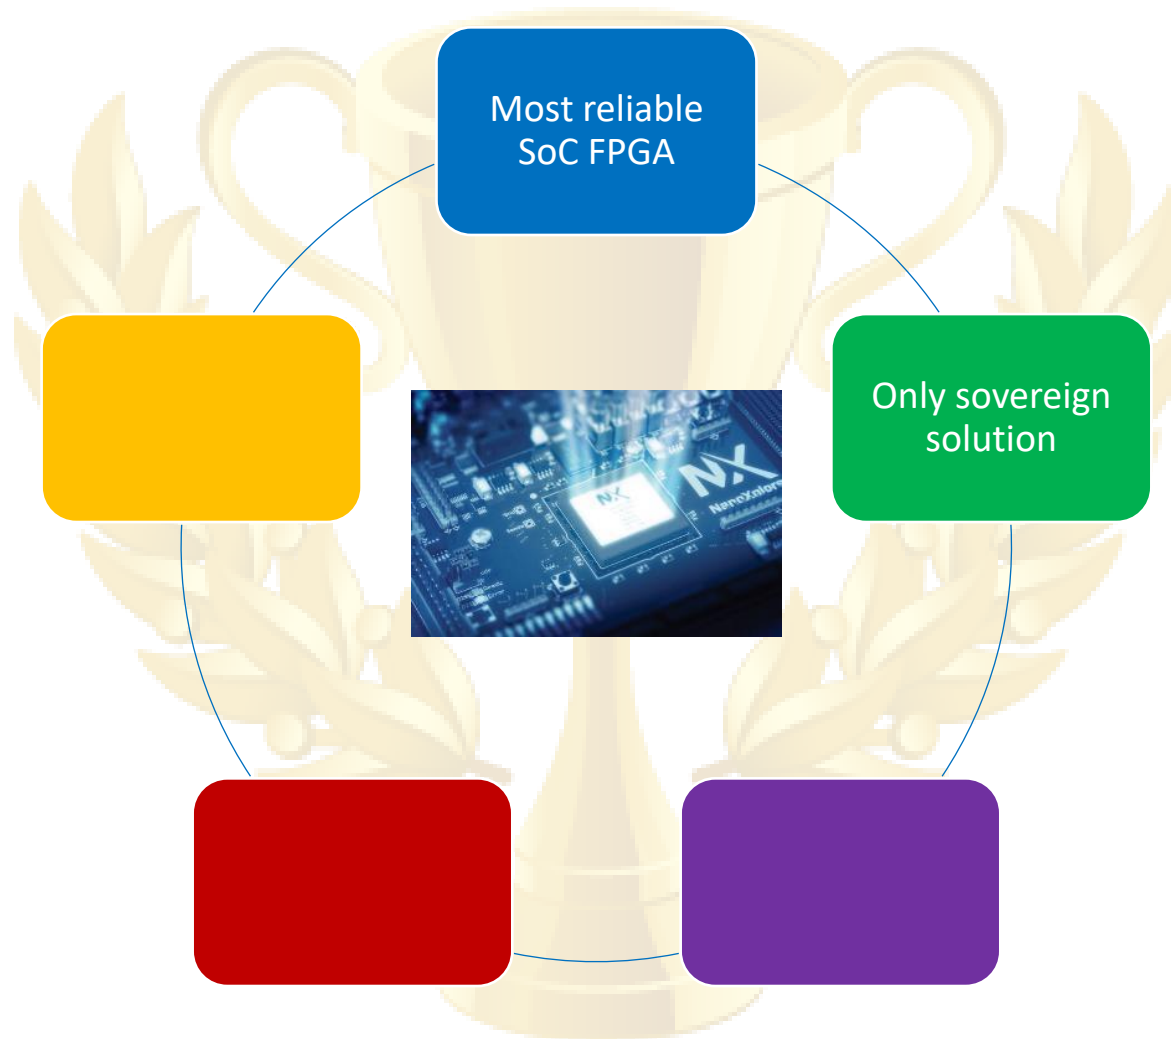 Most reliable
SoC FPGA
Only sovereign
solution
NX
NX
NanoXplore